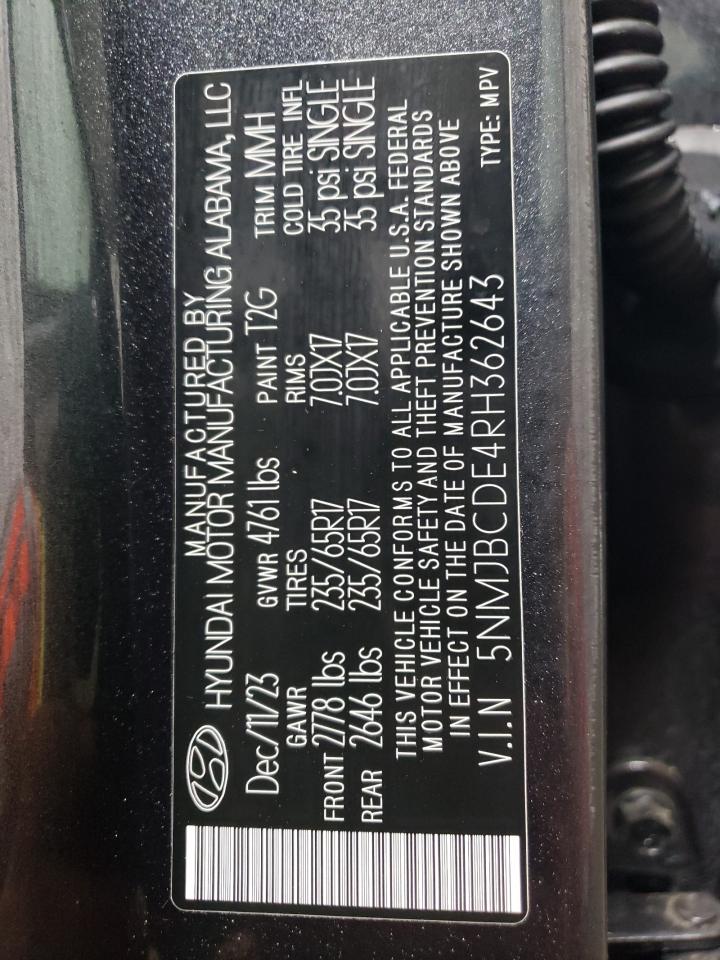 MANUFACTURED BY
HYUNDAI MOTOR MANUFACTURING ALABAMA, LLC
Dec/11/23 GVWR 4761 lbs PAINT T2G TRIM MMH
GAWR TIRES RIMS COLD TIRE INFL
FRONT 2778 lbs 235/65R17 7.0JX17 35 psi SINGLE
REAR 2646 lbs 235/65R17 7.0JX17 35 psi SINGLE
THIS VEHICLE CONFORMS TO ALL APPLICABLE U.S.A. FEDERAL
MOTOR VEHICLE SAFETY AND THEFT PREVENTION STANDARDS
IN EFFECT ON THE DATE OF MANUFACTURE SHOWN ABOVE
V.I.N 5NMJBCDE4RH362643 TYPE: MPV